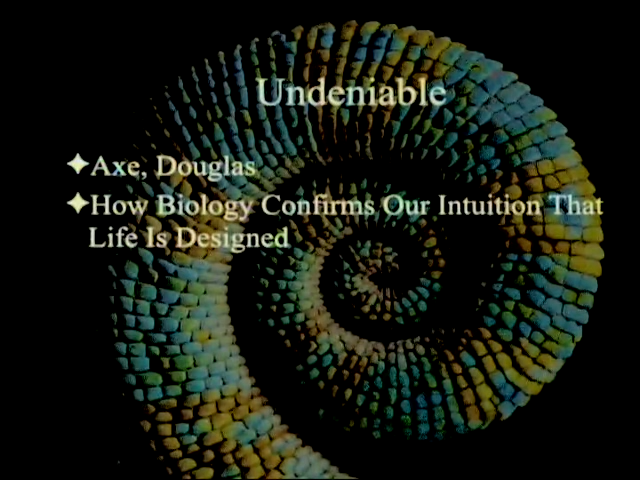 Undeniable
✦Axe, Douglas
✦How Biology Confirms Our Intuition That
Life Is Designed